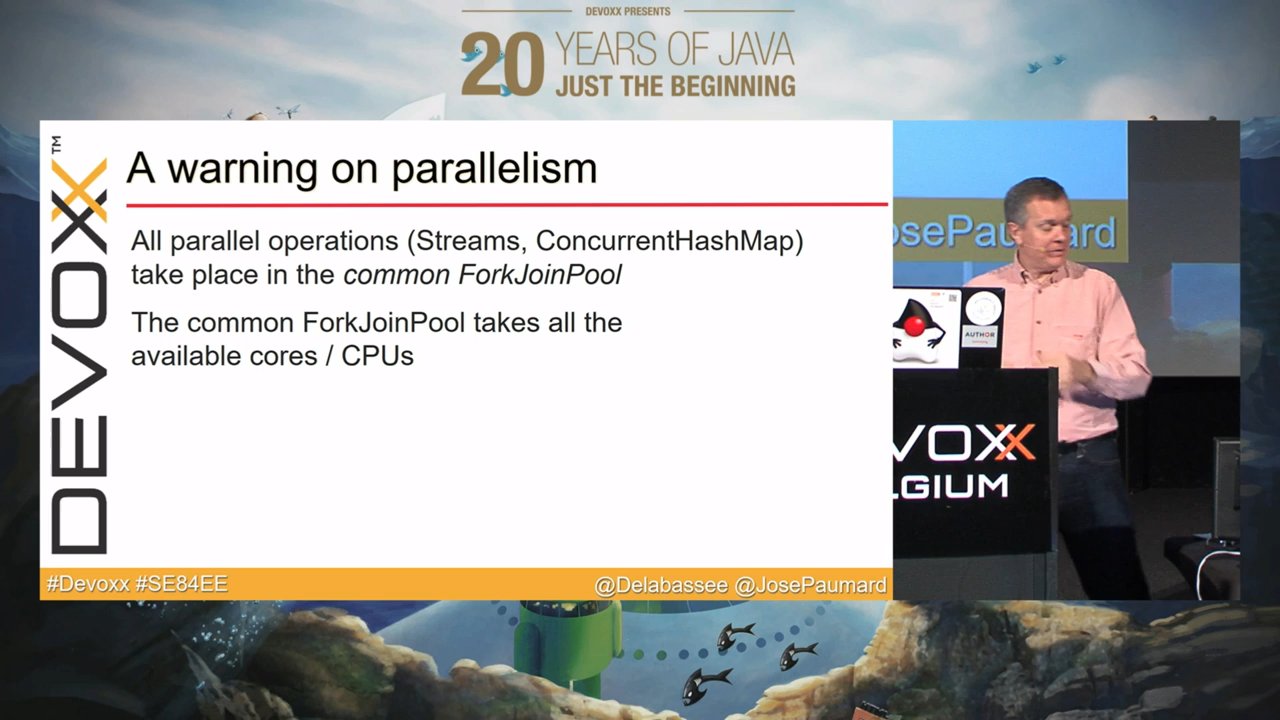 DEVOXX PRESENTS
20 YEARS OF JAVA
JUST THE BEGINNING
DEVOXX™
A warning on parallelism
All parallel operations (Streams, ConcurrentHashMap)
take place in the common ForkJoinPool
The common ForkJoinPool takes all the
available cores / CPUs
#Devoxx #SE84EE
@Delabassee @JosePaumard
osePaumard
AUTHOR
VOXX
LGIUM